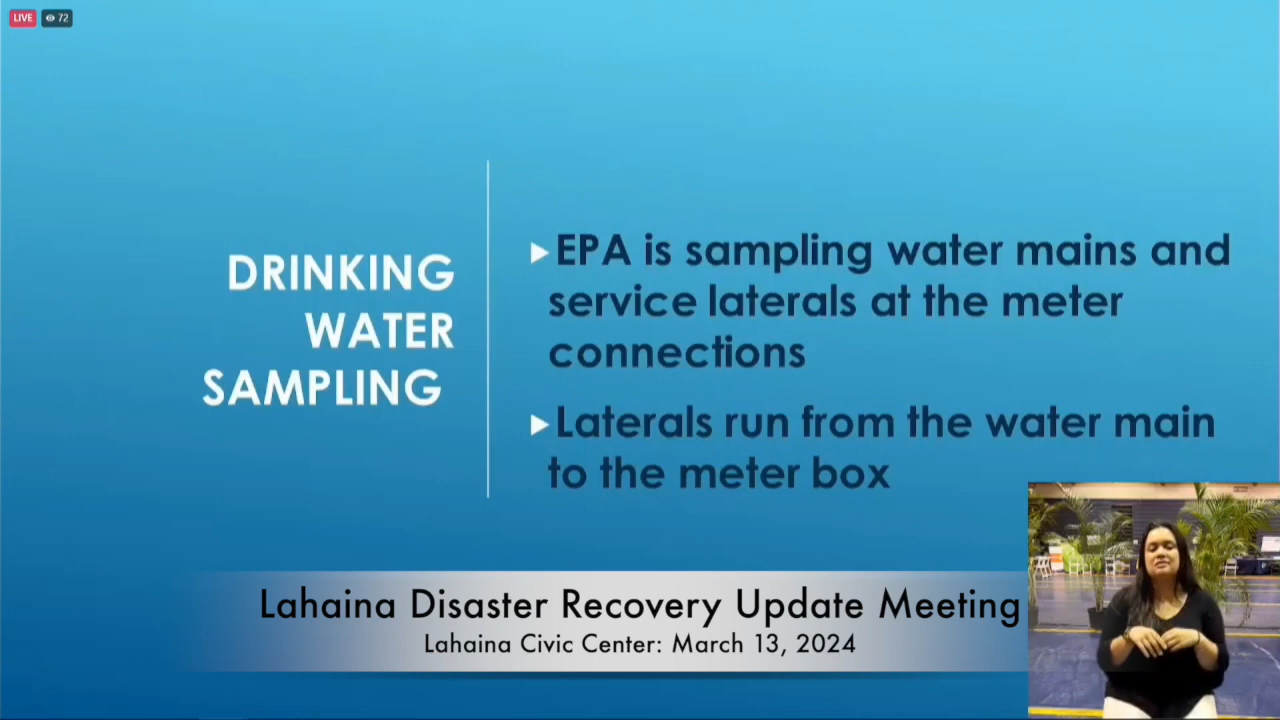 LIVE 72
DRINKING
WATER
SAMPLING
EPA is sampling water mains and
service laterals at the meter
connections
Laterals run from the water main
to the meter box
Lahaina Disaster Recovery Update Meeting
Lahaina Civic Center: March 13, 2024